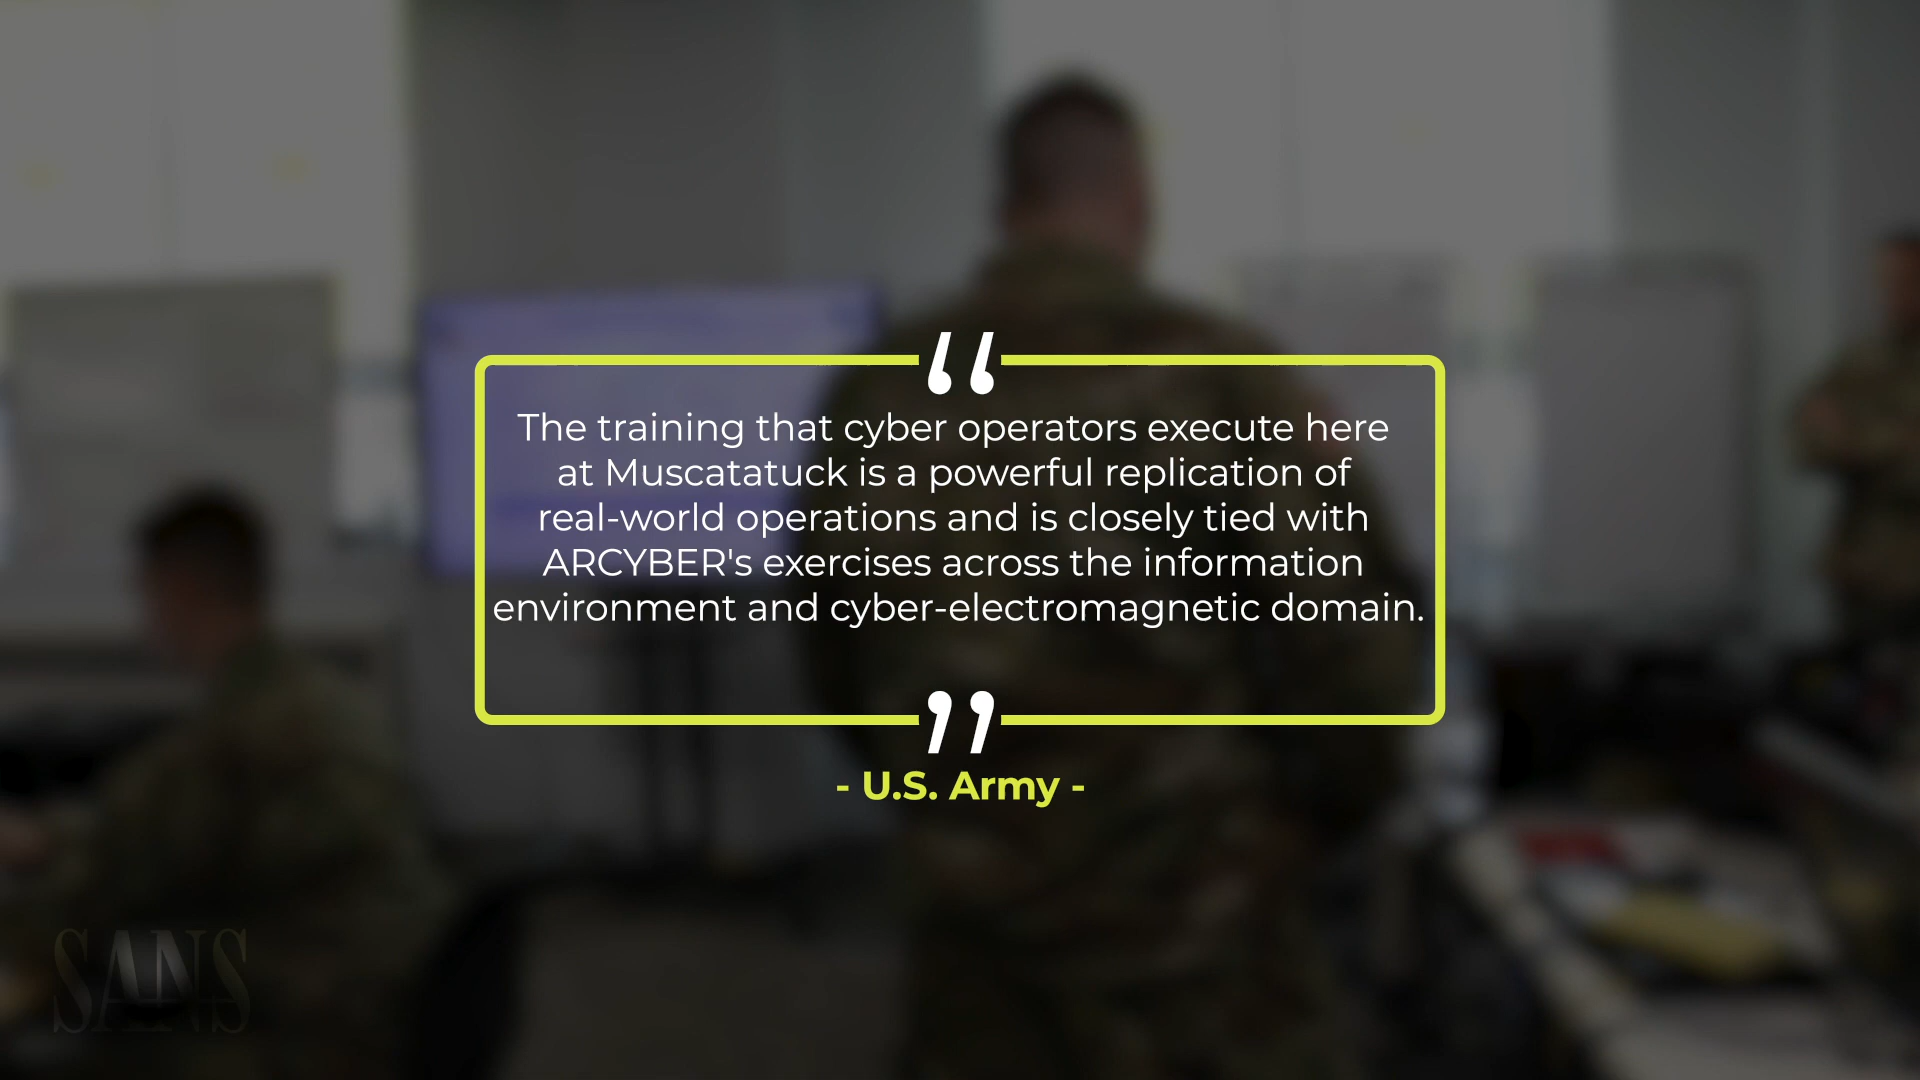 “
The training that cyber operators execute here
at Muscatatuck is a powerful replication of
real-world operations and is closely tied with
ARCYBER's exercises across the information
environment and cyber-electromagnetic domain.
”
- U.S. Army -
SANS